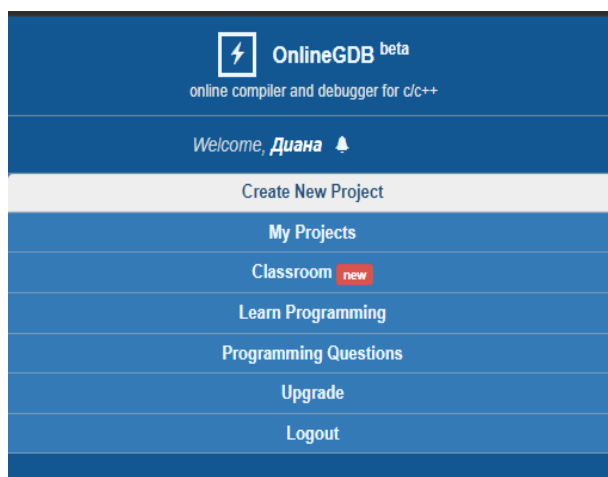 OnlineGDB beta
online compiler and debugger for c/c++
Welcome, Диана
Create New Project
My Projects
Classroom new
Learn Programming
Programming Questions
Upgrade
Logout